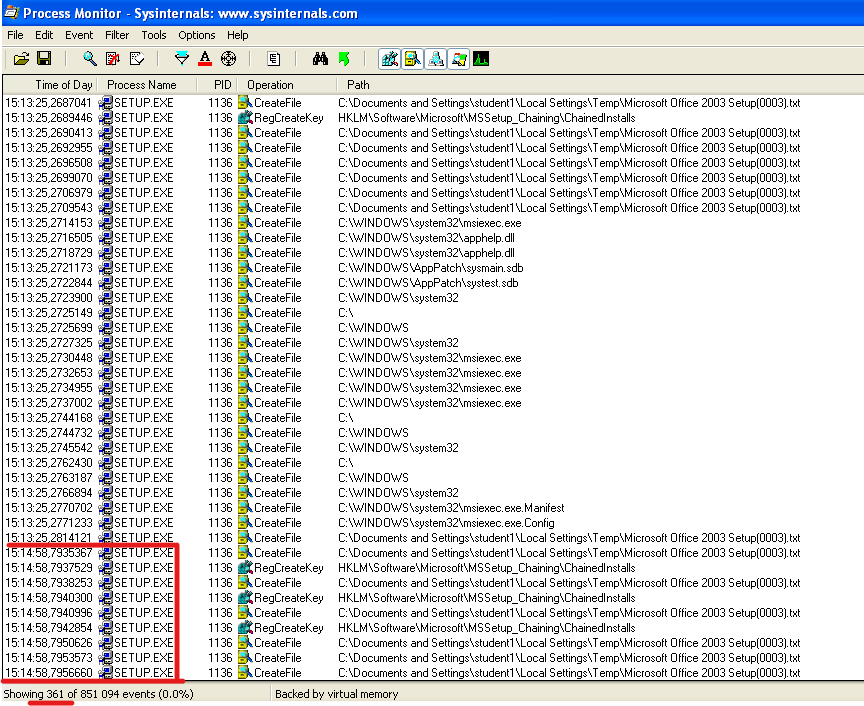 Process Monitor - Sysinternals: www.sysinternals.com
File Edit Event Filter Tools Options Help
Time of Day Process Name PID Operation Path
15:13:25,2687041 SETUP.EXE 1136 CreateFile C:\Documents and Settings\student1\Local Settings\Temp\Microsoft Office 2003 Setup(0003).txt
15:13:25,2689446 SETUP.EXE 1136 RegCreateKey HKLM\Software\Microsoft\MSSetup_Chaining\ChainedInstalls
15:13:25,2690413 SETUP.EXE 1136 CreateFile C:\Documents and Settings\student1\Local Settings\Temp\Microsoft Office 2003 Setup(0003).txt
15:13:25,2692955 SETUP.EXE 1136 CreateFile C:\Documents and Settings\student1\Local Settings\Temp\Microsoft Office 2003 Setup(0003).txt
15:13:25,2696508 SETUP.EXE 1136 CreateFile C:\Documents and Settings\student1\Local Settings\Temp\Microsoft Office 2003 Setup(0003).txt
15:13:25,2699070 SETUP.EXE 1136 CreateFile C:\Documents and Settings\student1\Local Settings\Temp\Microsoft Office 2003 Setup(0003).txt
15:13:25,2706979 SETUP.EXE 1136 CreateFile C:\Documents and Settings\student1\Local Settings\Temp\Microsoft Office 2003 Setup(0003).txt
15:13:25,2709543 SETUP.EXE 1136 CreateFile C:\Documents and Settings\student1\Local Settings\Temp\Microsoft Office 2003 Setup(0003).txt
15:13:25,2714153 SETUP.EXE 1136 CreateFile C:\WINDOWS\system32\msiexec.exe
15:13:25,2716505 SETUP.EXE 1136 CreateFile C:\WINDOWS\system32\apphelp.dll
15:13:25,2718729 SETUP.EXE 1136 CreateFile C:\WINDOWS\system32\apphelp.dll
15:13:25,2721173 SETUP.EXE 1136 CreateFile C:\WINDOWS\AppPatch\sysmain.sdb
15:13:25,2722844 SETUP.EXE 1136 CreateFile C:\WINDOWS\AppPatch\systest.sdb
15:13:25,2723900 SETUP.EXE 1136 CreateFile C:\WINDOWS\system32
15:13:25,2725149 SETUP.EXE 1136 CreateFile C:\
15:13:25,2725699 SETUP.EXE 1136 CreateFile C:\WINDOWS
15:13:25,2727325 SETUP.EXE 1136 CreateFile C:\WINDOWS\system32
15:13:25,2730448 SETUP.EXE 1136 CreateFile C:\WINDOWS\system32\msiexec.exe
15:13:25,2732653 SETUP.EXE 1136 CreateFile C:\WINDOWS\system32\msiexec.exe
15:13:25,2734955 SETUP.EXE 1136 CreateFile C:\WINDOWS\system32\msiexec.exe
15:13:25,2737002 SETUP.EXE 1136 CreateFile C:\WINDOWS\system32\msiexec.exe
15:13:25,2744168 SETUP.EXE 1136 CreateFile C:\
15:13:25,2744732 SETUP.EXE 1136 CreateFile C:\WINDOWS
15:13:25,2745542 SETUP.EXE 1136 CreateFile C:\WINDOWS\system32
15:13:25,2762430 SETUP.EXE 1136 CreateFile C:\
15:13:25,2763187 SETUP.EXE 1136 CreateFile C:\WINDOWS
15:13:25,2766894 SETUP.EXE 1136 CreateFile C:\WINDOWS\system32
15:13:25,2770702 SETUP.EXE 1136 CreateFile C:\WINDOWS\system32\msiexec.exe.Manifest
15:13:25,2771233 SETUP.EXE 1136 CreateFile C:\WINDOWS\system32\msiexec.exe.Config
15:13:25,2814121 SETUP.EXE 1136 CreateFile C:\Documents and Settings\student1\Local Settings\Temp\Microsoft Office 2003 Setup(0003).txt
15:14:58,7935367 SETUP.EXE 1136 CreateFile C:\Documents and Settings\student1\Local Settings\Temp\Microsoft Office 2003 Setup(0003).txt
15:14:58,7937529 SETUP.EXE 1136 RegCreateKey HKLM\Software\Microsoft\MSSetup_Chaining\ChainedInstalls
15:14:58,7938253 SETUP.EXE 1136 CreateFile C:\Documents and Settings\student1\Local Settings\Temp\Microsoft Office 2003 Setup(0003).txt
15:14:58,7940300 SETUP.EXE 1136 RegCreateKey HKLM\Software\Microsoft\MSSetup_Chaining\ChainedInstalls
15:14:58,7940996 SETUP.EXE 1136 CreateFile C:\Documents and Settings\student1\Local Settings\Temp\Microsoft Office 2003 Setup(0003).txt
15:14:58,7942854 SETUP.EXE 1136 RegCreateKey HKLM\Software\Microsoft\MSSetup_Chaining\ChainedInstalls
15:14:58,7950626 SETUP.EXE 1136 CreateFile C:\Documents and Settings\student1\Local Settings\Temp\Microsoft Office 2003 Setup(0003).txt
15:14:58,7953573 SETUP.EXE 1136 CreateFile C:\Documents and Settings\student1\Local Settings\Temp\Microsoft Office 2003 Setup(0003).txt
15:14:58,7956660 SETUP.EXE 1136 CreateFile C:\Documents and Settings\student1\Local Settings\Temp\Microsoft Office 2003 Setup(0003).txt
Showing 361 of 851 094 events (0.0%) Backed by virtual memory